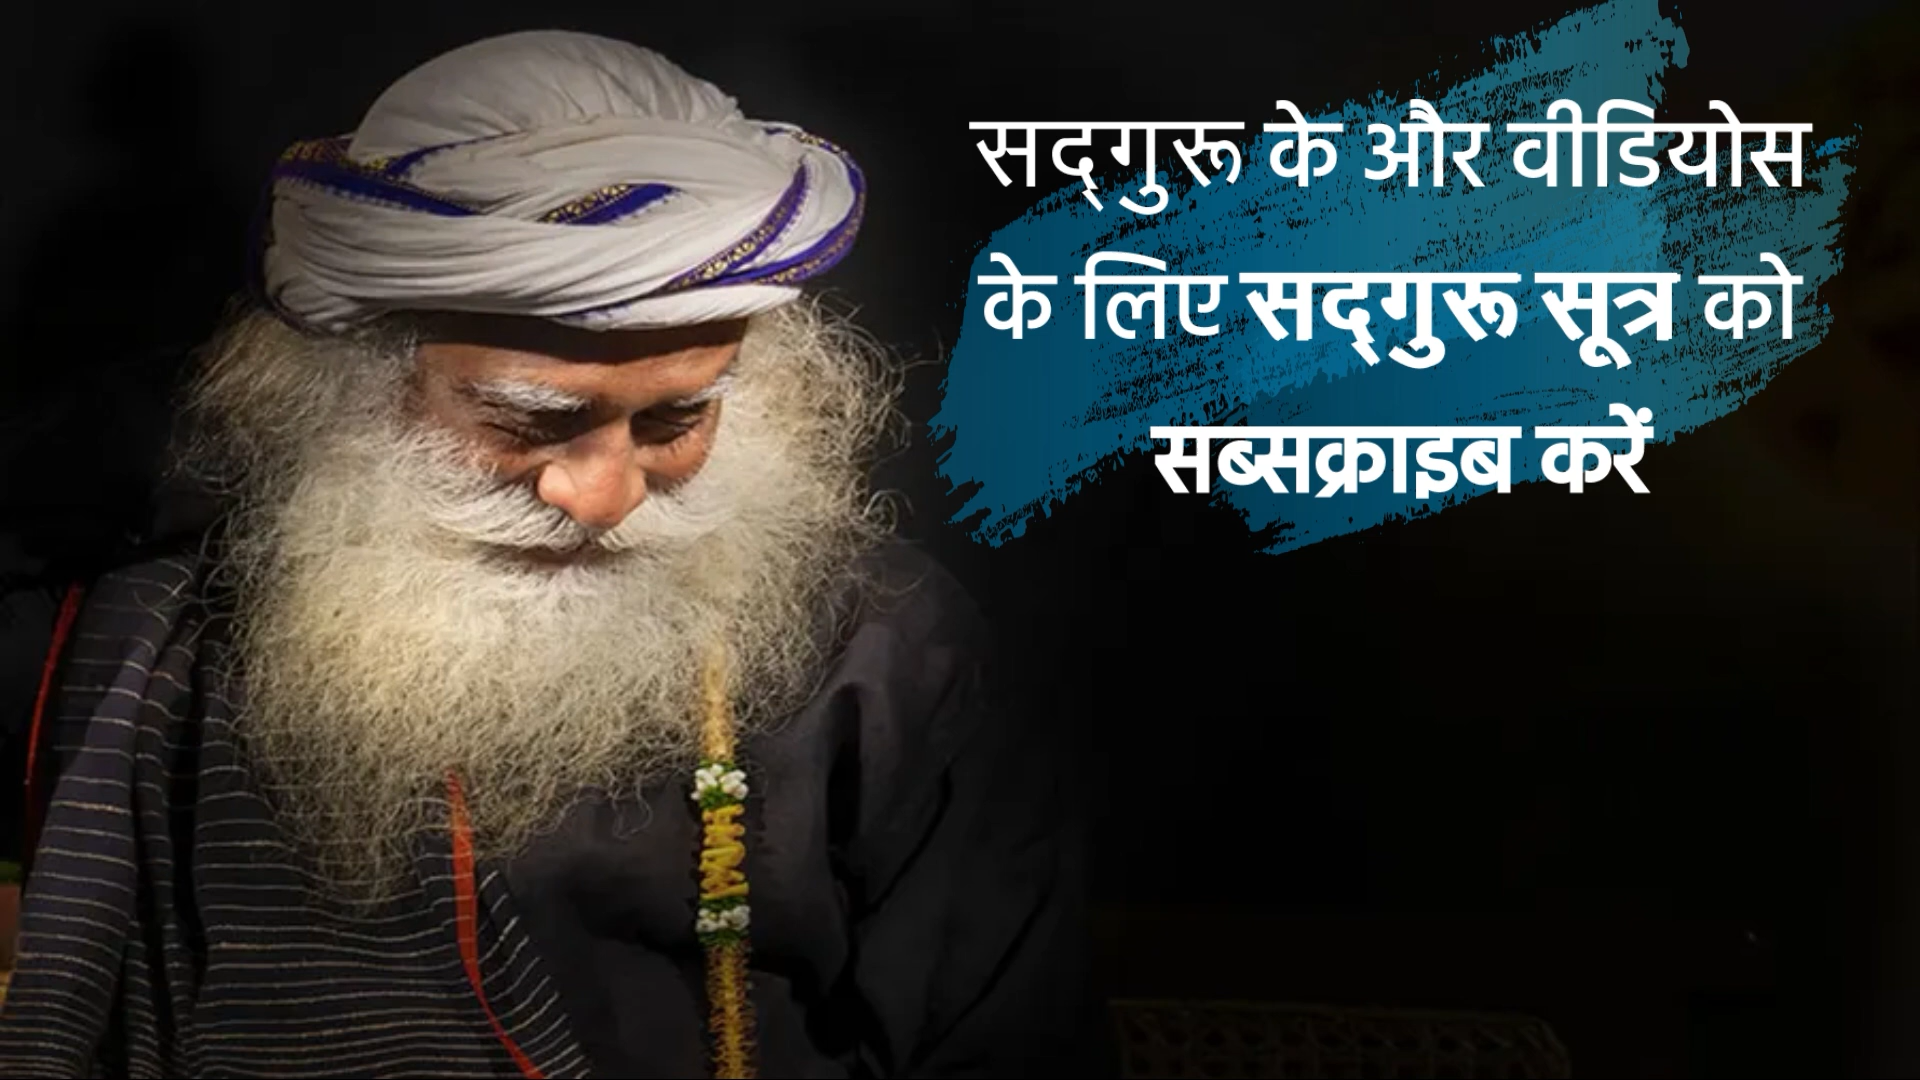 सद्गुरू के और वीडियोस
के लिए सद्गुरू सूत्र को
सब्सक्राइब करें